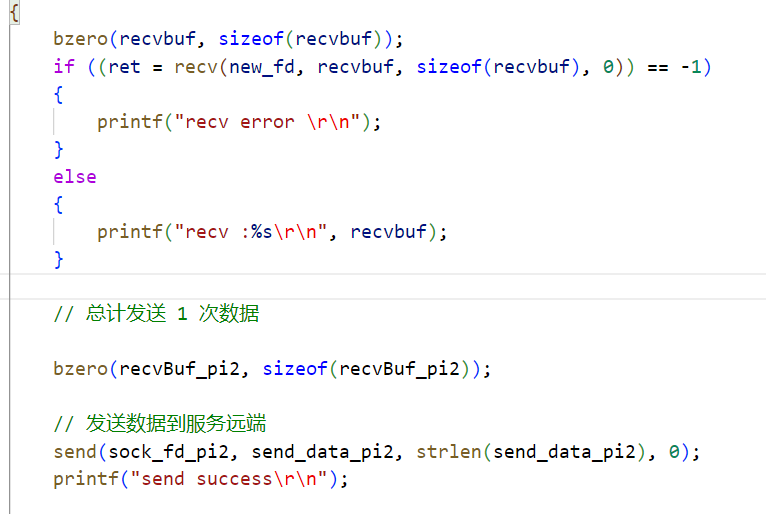 {
bzero(recvbuf, sizeof(recvbuf));
if ((ret = recv(new_fd, recvbuf, sizeof(recvbuf), 0)) == -1)
{
printf("recv error \r\n");
}
else
{
printf("recv :%s\r\n", recvbuf);
}
// 总计发送 1 次数据
bzero(recvBuf_pi2, sizeof(recvBuf_pi2));
// 发送数据到服务远端
send(sock_fd_pi2, send_data_pi2, strlen(send_data_pi2), 0);
printf("send success\r\n");